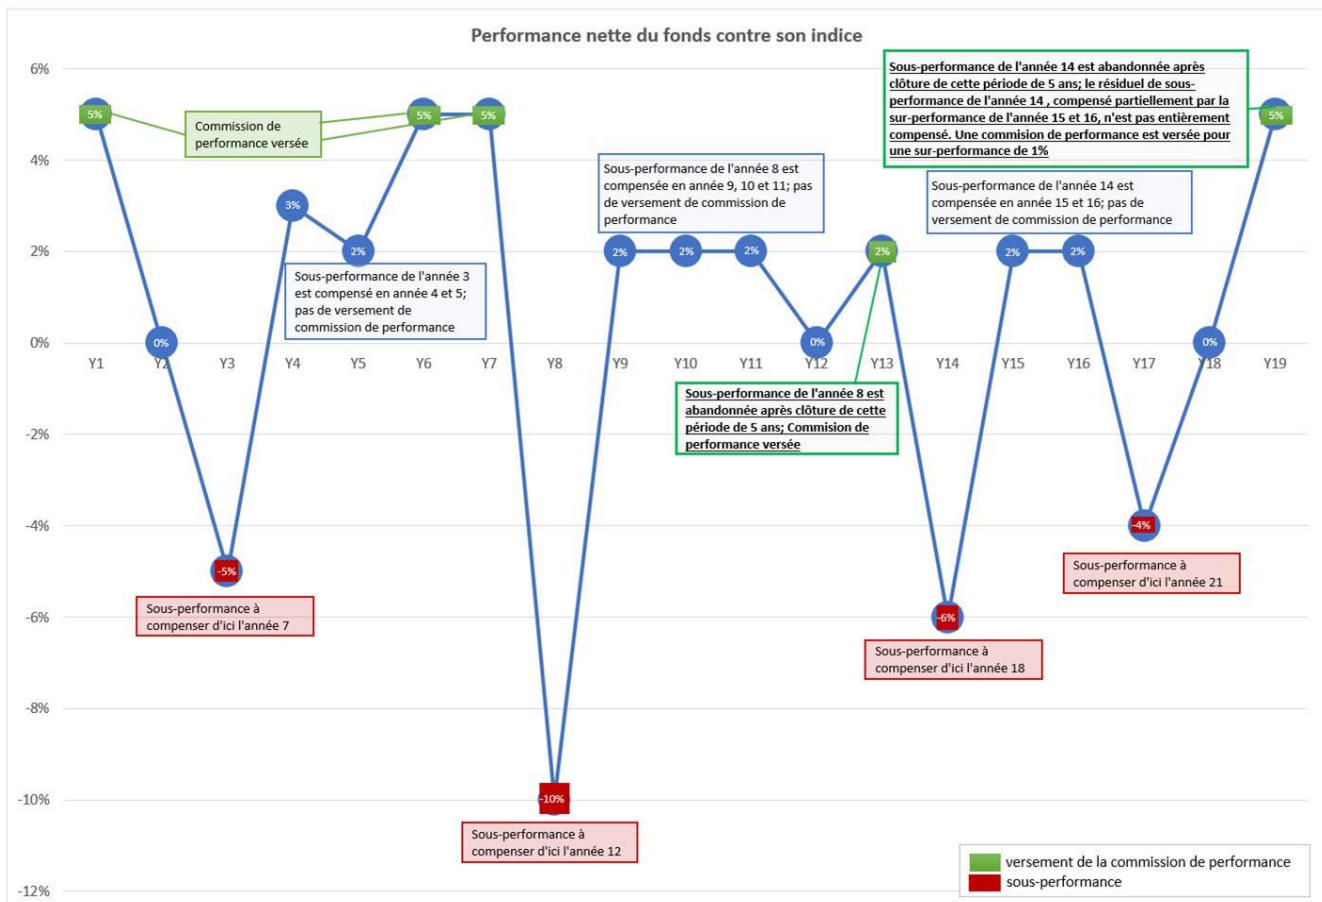 Performance nette du fonds contre son indice
6%
4%
2%
0%
-2%
-4%
-6%
-8%
-10%
-12%
Y1
Y2
Y3
Y4
Y5
Y6
Y7
Y8
Y9
Y10
Y11
Y12
Y13
Y14
Y15
Y16
Y17
Y18
Y19
5%
0%
-5%
3%
2%
5%
5%
-10%
2%
2%
2%
0%
2%
-6%
2%
2%
-4%
0%
5%
Commission de
performance versée
Sous-performance à
compenser d'ici l'année 7
Sous-performance de l'année 3
est compensé en année 4 et 5;
pas de versement de
commission de performance
Sous-performance à
compenser d'ici l'année 12
Sous-performance de l'année 8 est
compensée en année 9, 10 et 11; pas
de versement de commission de
performance
Sous-performance de l'année 8 est
abandonnée après clôture de cette
période de 5 ans; Commision de
performance versée
Sous-performance à
compenser d'ici l'année 18
Sous-performance de l'année 14 est
compensée en année 15 et 16; pas de
versement de commission de performance
Sous-performance à
compenser d'ici l'année 21
Sous-performance de l'année 14 est abandonnée après
clôture de cette période de 5 ans; le résiduel de sous-
performance de l'année 14 , compensé partiellement par la
sur-performance de l'année 15 et 16, n'est pas entièrement
compensé. Une commision de performance est versée pour
une sur-performance de 1%
versement de la commission de performance
sous-performance